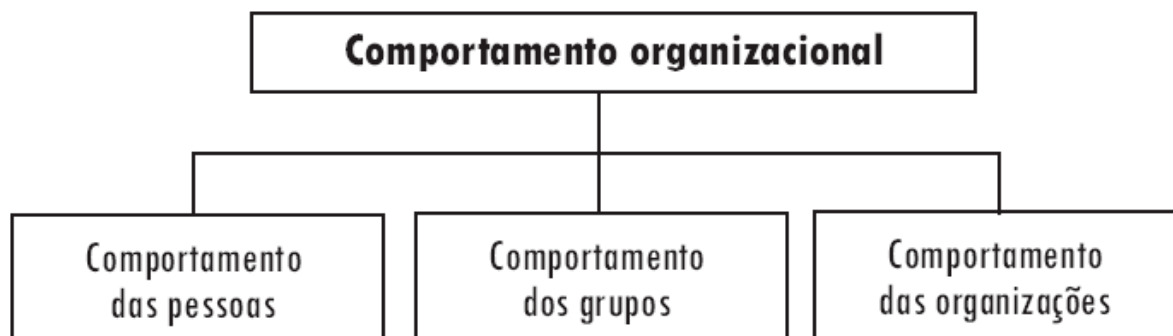 Comportamento organizacional
Comportamento
das pessoas
Comportamento
dos grupos
Comportamento
das organizações